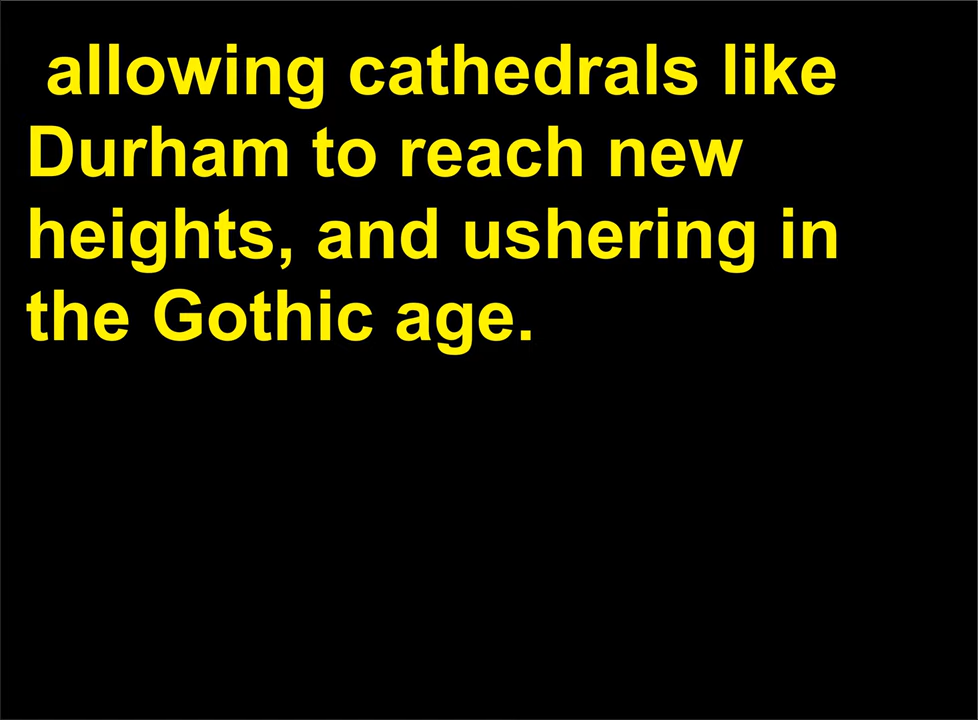 allowing cathedrals like
Durham to reach new
heights, and ushering in
the Gothic age.